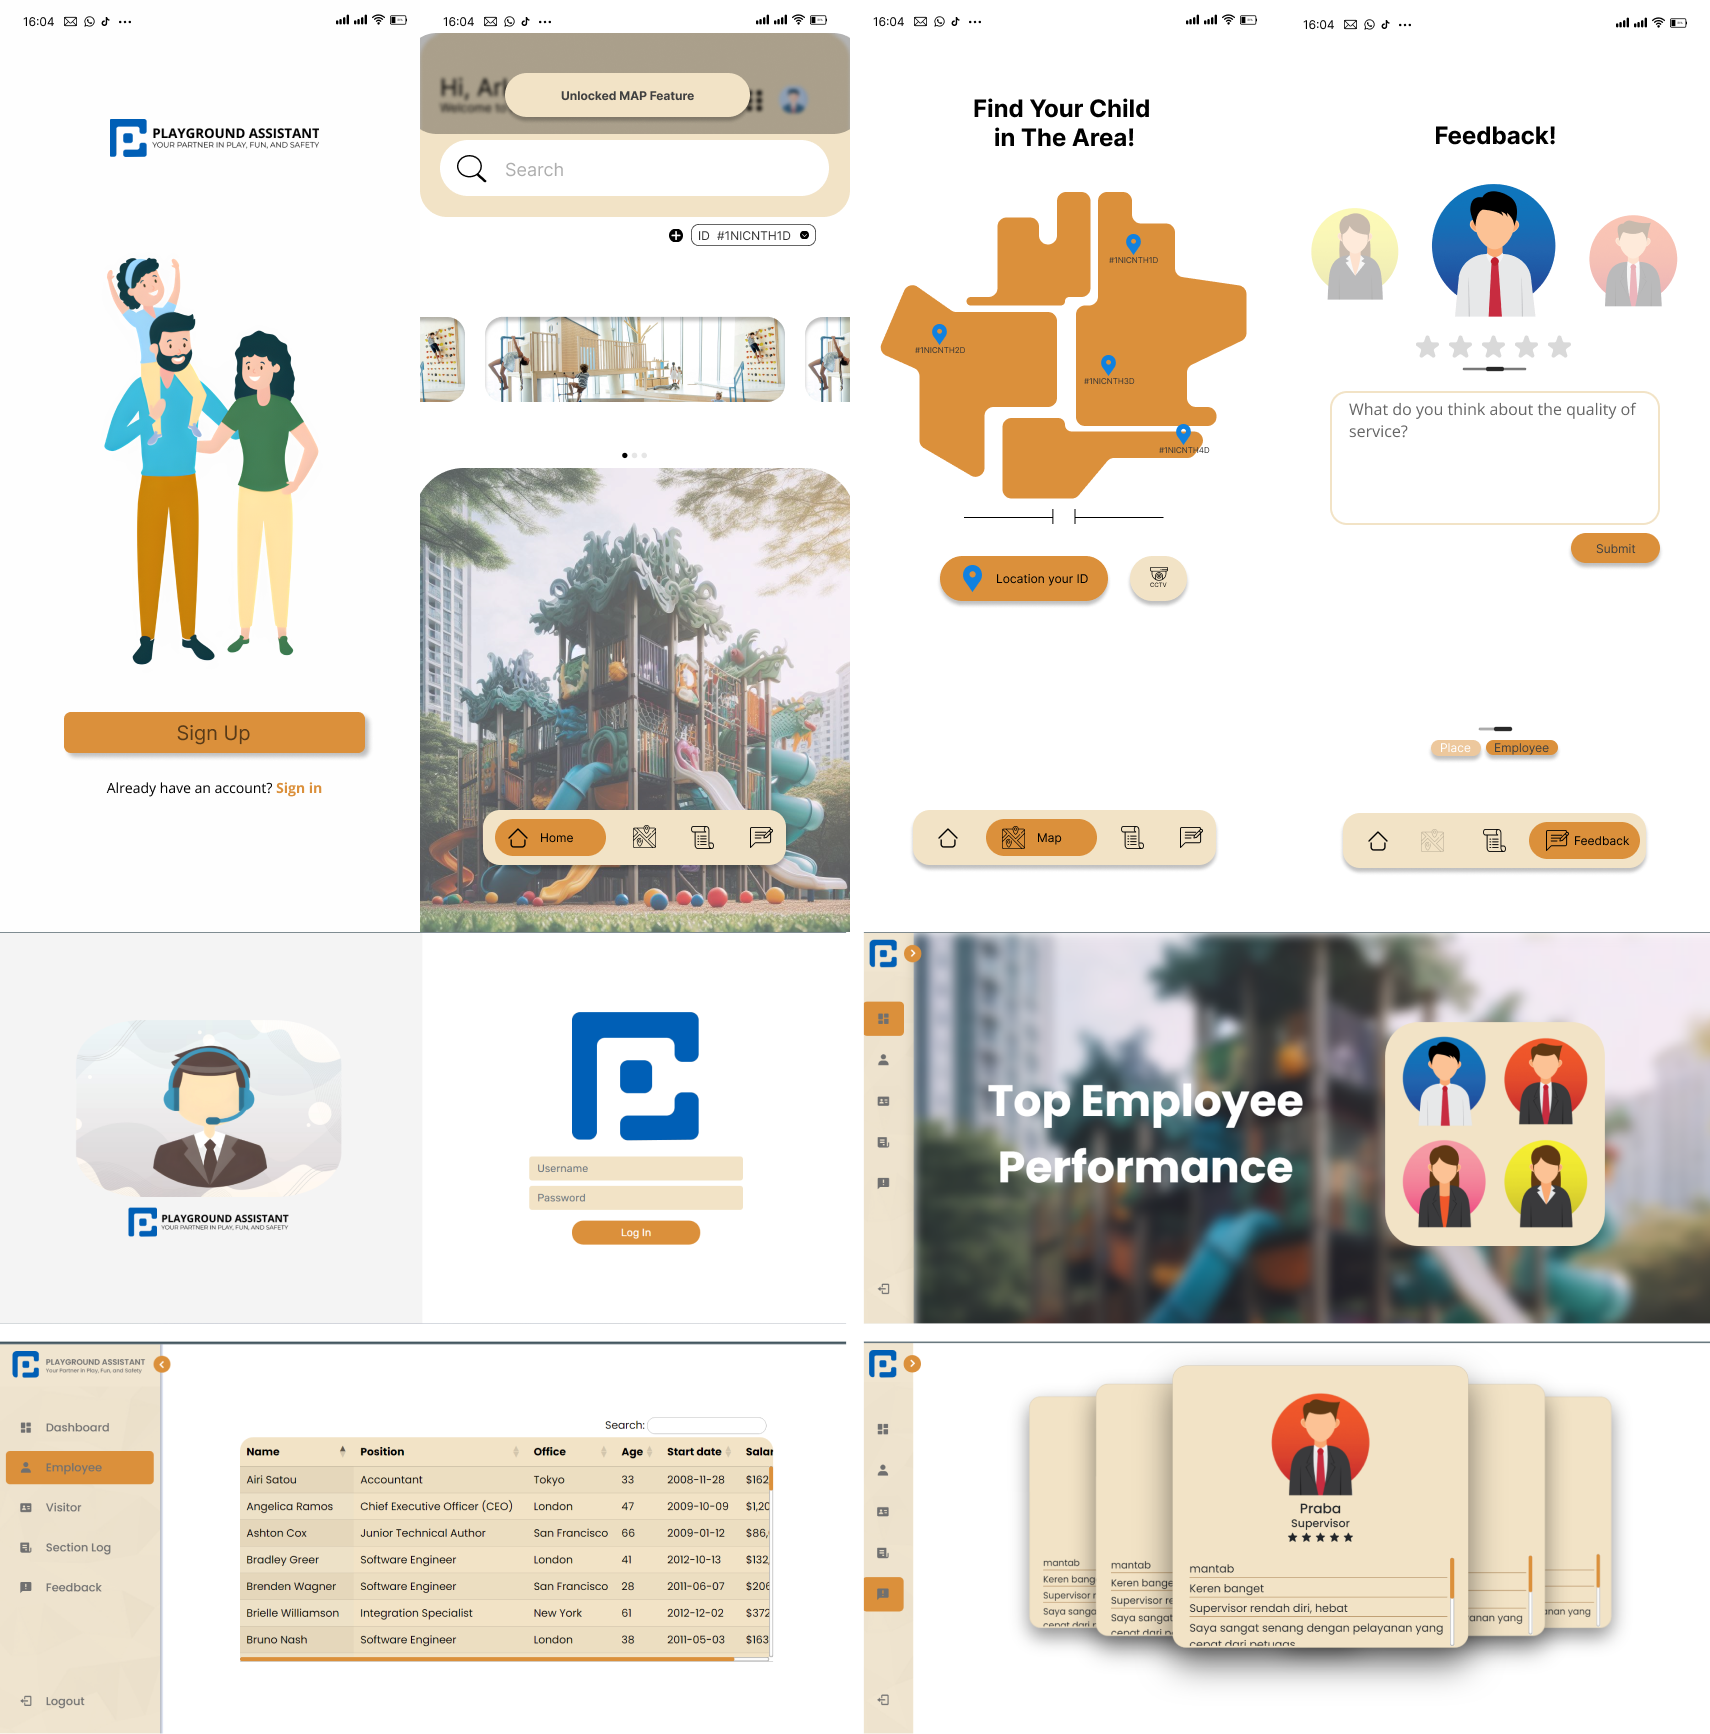 16:04
PLAYGROUND ASSISTANT
YOUR PARTNER IN PLAY, FUN, AND SAFETY
Sign Up
Already have an account? Sign in
16:04
Hi,
Welcome to
Unlocked MAP Feature
Search
ID #1NICNTH1D
Home
16:04
Find Your Child
in The Area!
#1NICNTH1D
#1NICNTH2D
#1NICNTH3D
#1NICNTH4D
Location your ID
CCTV
Map
16:04
Feedback!
What do you think about the quality of
service?
Submit
Place
Employee
Feedback
PLAYGROUND ASSISTANT
YOUR PARTNER IN PLAY, FUN, AND SAFETY
Username
Password
Log In
Top Employee
Performance
PLAYGROUND ASSISTANT
Your Partner In Play, Fun, and Safety
Dashboard
Employee
Visitor
Section Log
Feedback
Logout
Search:
Name Position Office Age Start date Salar
Airi Satou Accountant Tokyo 33 2008-11-28 $162
Angelica Ramos Chief Executive Officer (CEO) London 47 2009-10-09 $1,20
Ashton Cox Junior Technical Author San Francisco 66 2009-01-12 $86,
Bradley Greer Software Engineer London 41 2012-10-13 $132,
Brenden Wagner Software Engineer San Francisco 28 2011-06-07 $206
Brielle Williamson Integration Specialist New York 61 2012-12-02 $372
Bruno Nash Software Engineer London 38 2011-05-03 $163
mantab
Keren bang
Supervisor r
Saya sanga
cepat dari
mantab
Keren bange
Supervisor re
Saya sangat
cepat dari
Praba
Supervisor
mantab
Keren banget
Supervisor rendah diri, hebat
Saya sangat senang dengan pelayanan yang
cepat dari petugas
anan yang
anan yang